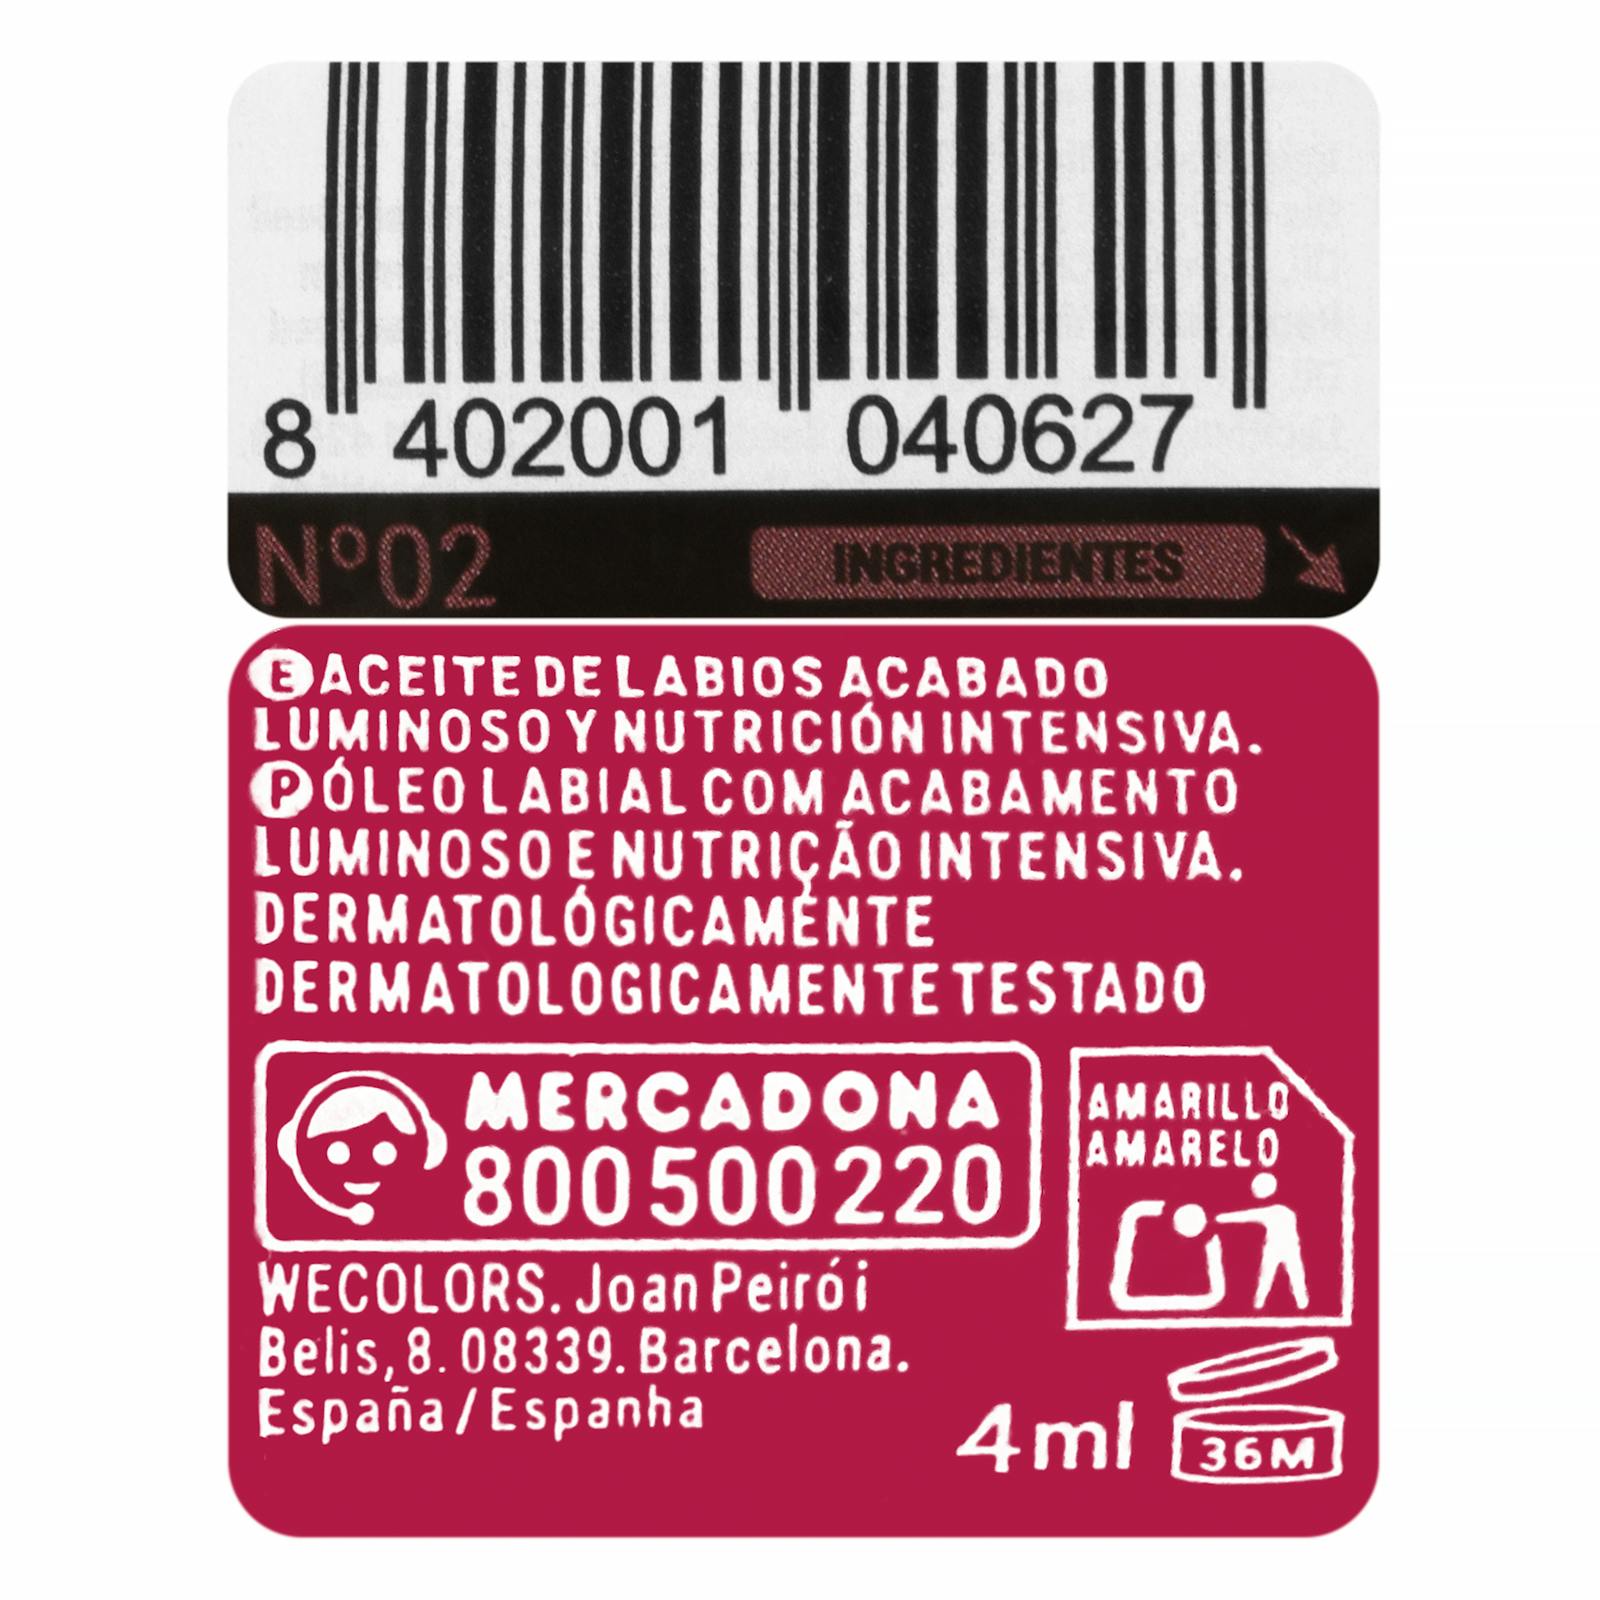 8 402001 040627
Nº02 INGREDIENTES
E ACEITE DE LABIOS ACABADO
LUMINOSO Y NUTRICIÓN INTENSIVA.
P ÓLEO LABIAL COM ACABAMENTO
LUMINOSO E NUTRIÇÃO INTENSIVA.
DERMATOLÓGICAMENTE
DERMATOLOGICAMENTE TESTADO
MERCADONA
800 500 220
AMARILLO
AMARELO
WECOLORS. Joan Peiró i
Belis, 8. 08339. Barcelona.
España / Espanha
4 ml
36M